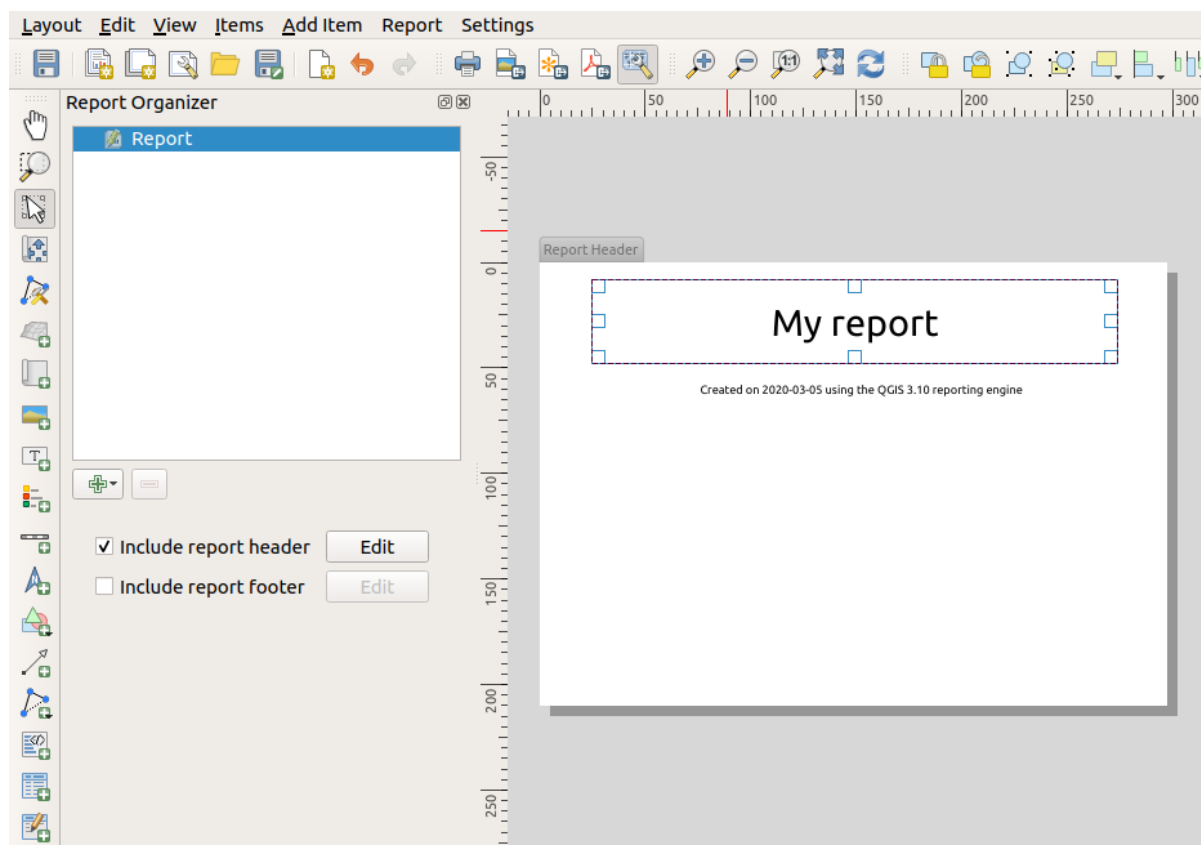 Layout Edit View Items Add Item Report Settings
1:1
Report Organizer
0 50 100 150 200 250 300
Report
-50
Report Header
0
My report
50
Created on 2020-03-05 using the QGIS 3.10 reporting engine
T
100
Include report header Edit
Include report footer Edit
150
200
250